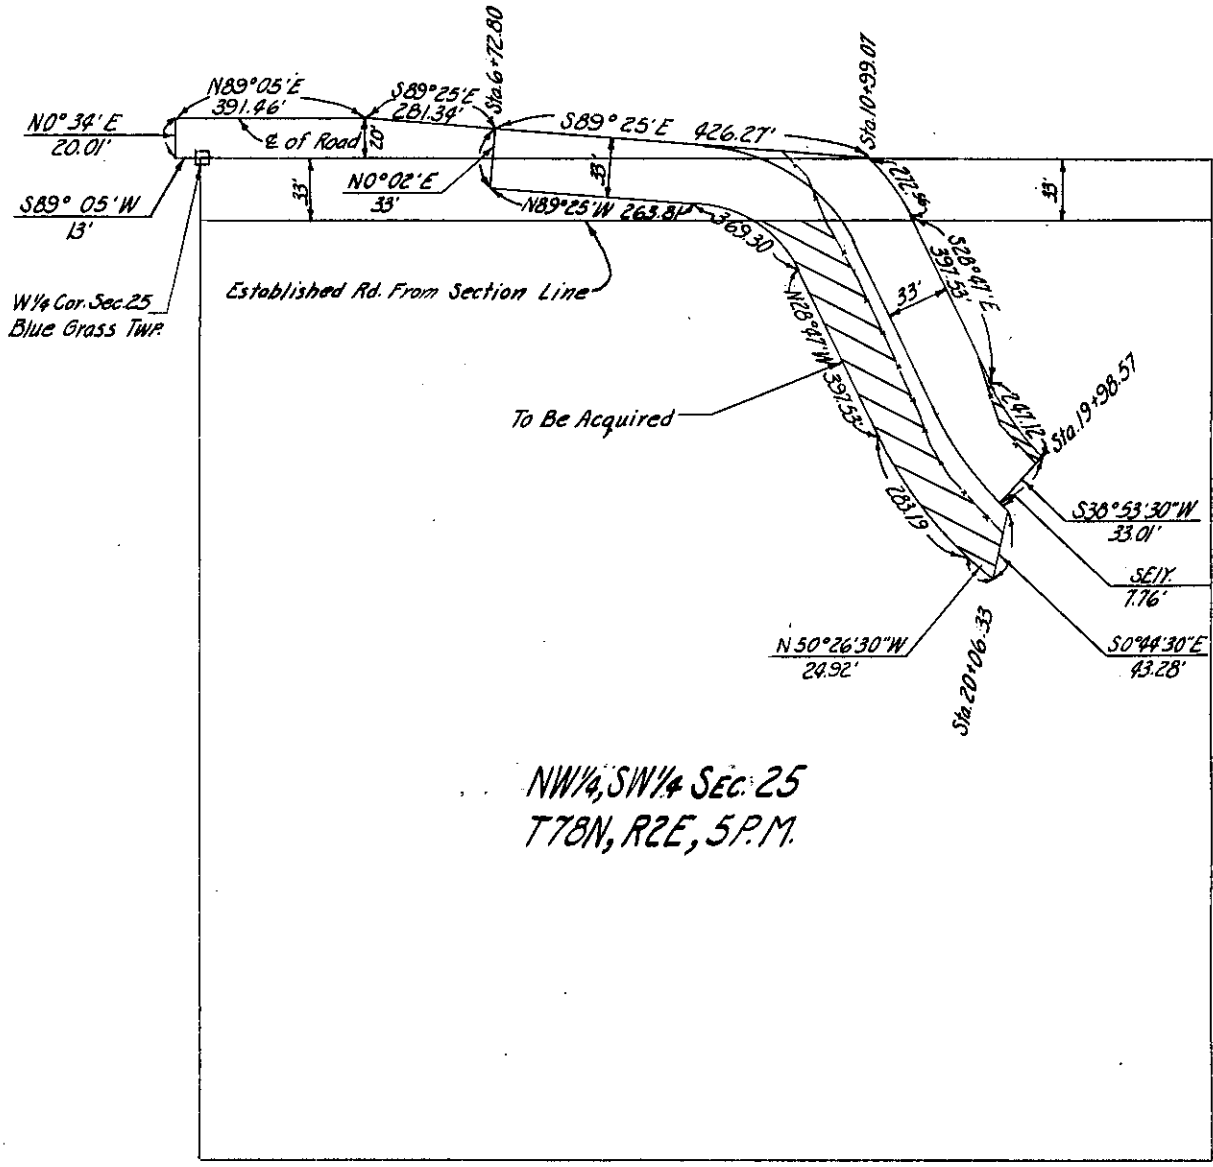 Sta. 6+72.80
Sta. 10+99.07
N89°05'E
391.46'
S89°25'E
281.34'
S89°25'E 426.27'
N0°34'E
20.01'
℄ of Road
20'
S89°05'W
13'
33'
N0°02'E
33'
33'
N89°25'W 263.81'
33'
W¼ Cor. Sec. 25
Blue Grass Twp.
Established Rd. From Section Line
369.30
S28°47'E
397.53'
33'
N28°47'W 397.53'
To Be Acquired
247.12
Sta. 19+98.57
283.19
S38°53'30"W
33.01'
SE'LY.
7.76'
N50°26'30"W
24.92'
Sta. 20+06.33
S0°44'30"E
43.28'
NW¼, SW¼ SEC. 25
T78N, R2E, 5P.M.